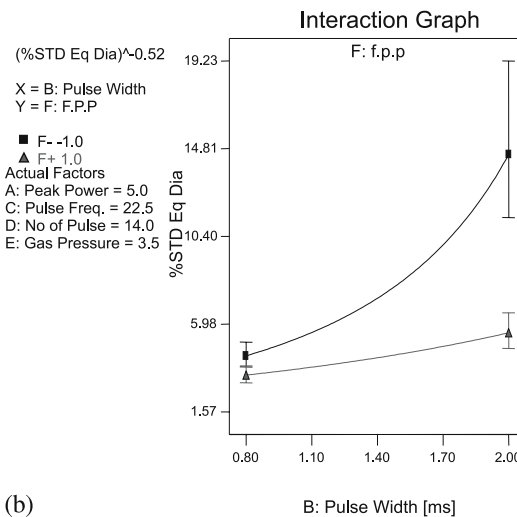 Interaction Graph
F: f.p.p
(%STD Eq Dia)^-0.52
X = B: Pulse Width
Y = F: F.P.P
F- -1.0
F+ 1.0
Actual Factors
A: Peak Power = 5.0
C: Pulse Freq. = 22.5
D: No of Pulse = 14.0
E: Gas Pressure = 3.5
%STD Eq Dia
19.23
14.81
10.40
5.98
1.57
0.80 1.10 1.40 1.70 2.00
(b)
B: Pulse Width [ms]